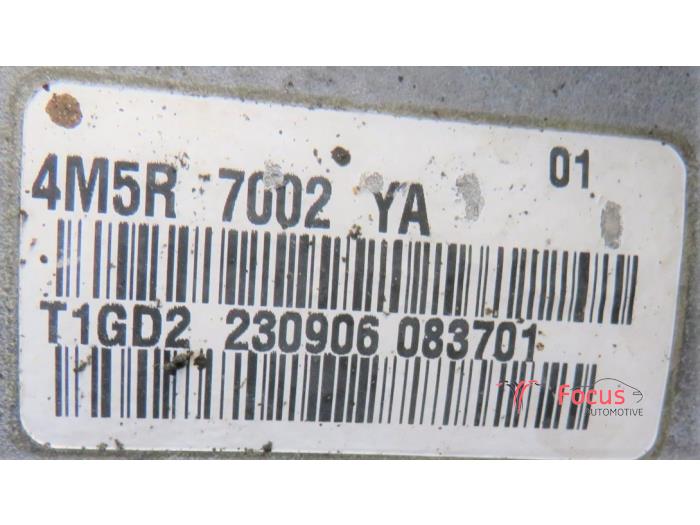 01
4M5R 7002 YA
T1GD2 230906 083701
Focus
AUTOMOTIVE